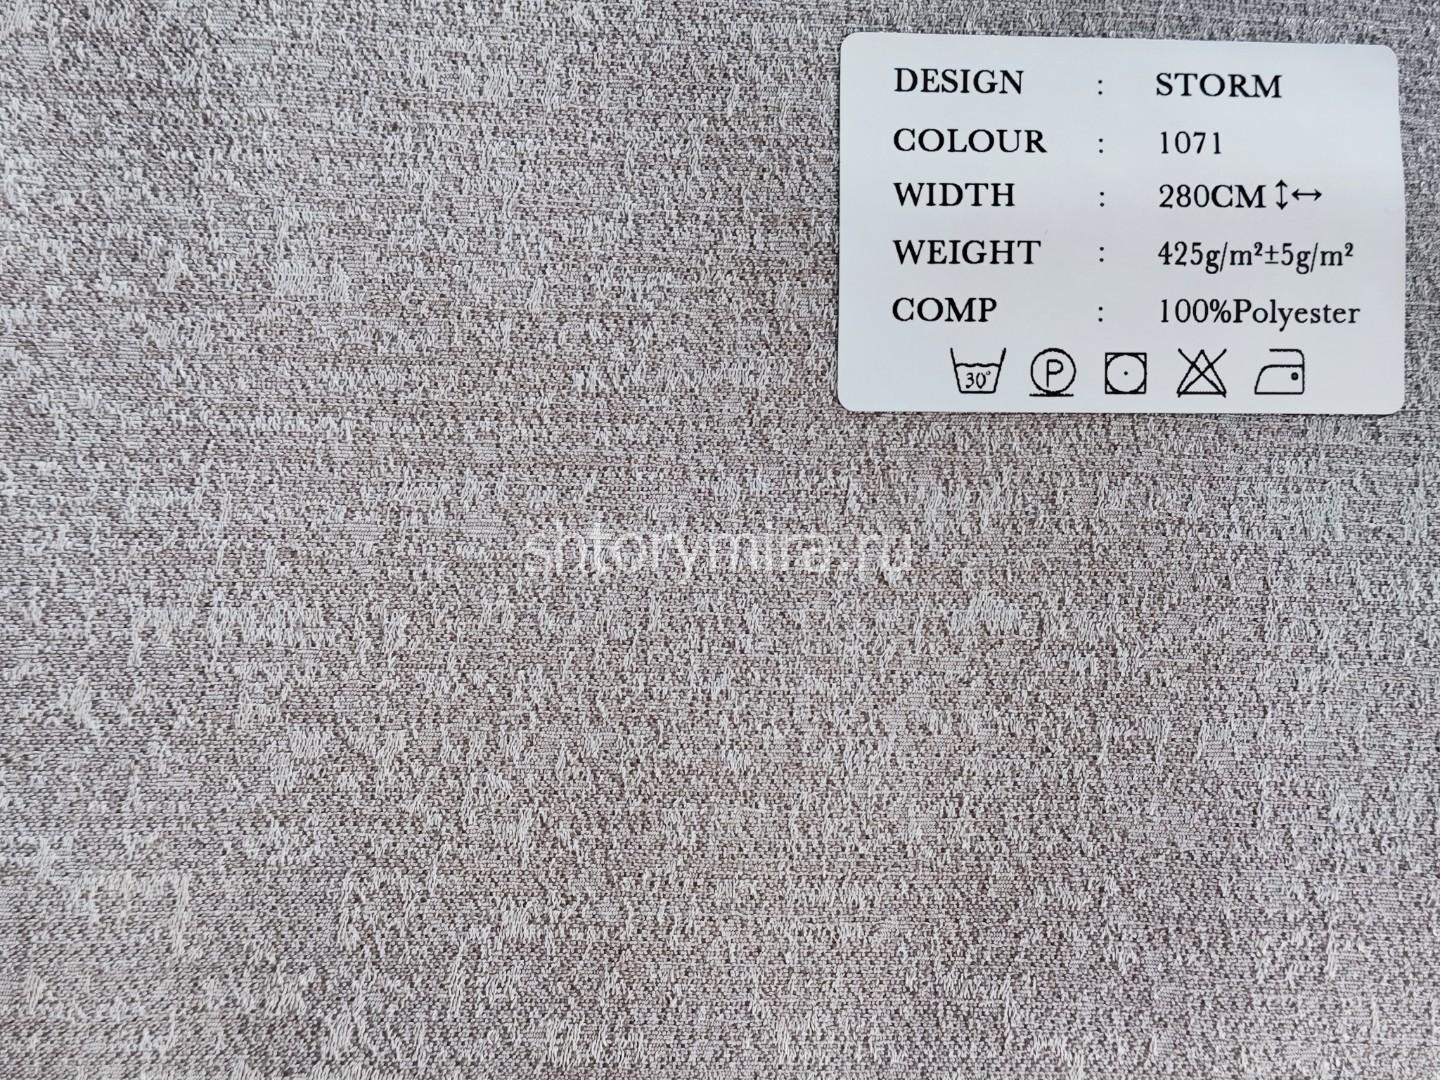 DESIGN : STORM
COLOUR : 1071
WIDTH : 280CM↕↔
WEIGHT : 425g/m²±5g/m²
COMP : 100%Polyester
30° P
shtorymira.ru